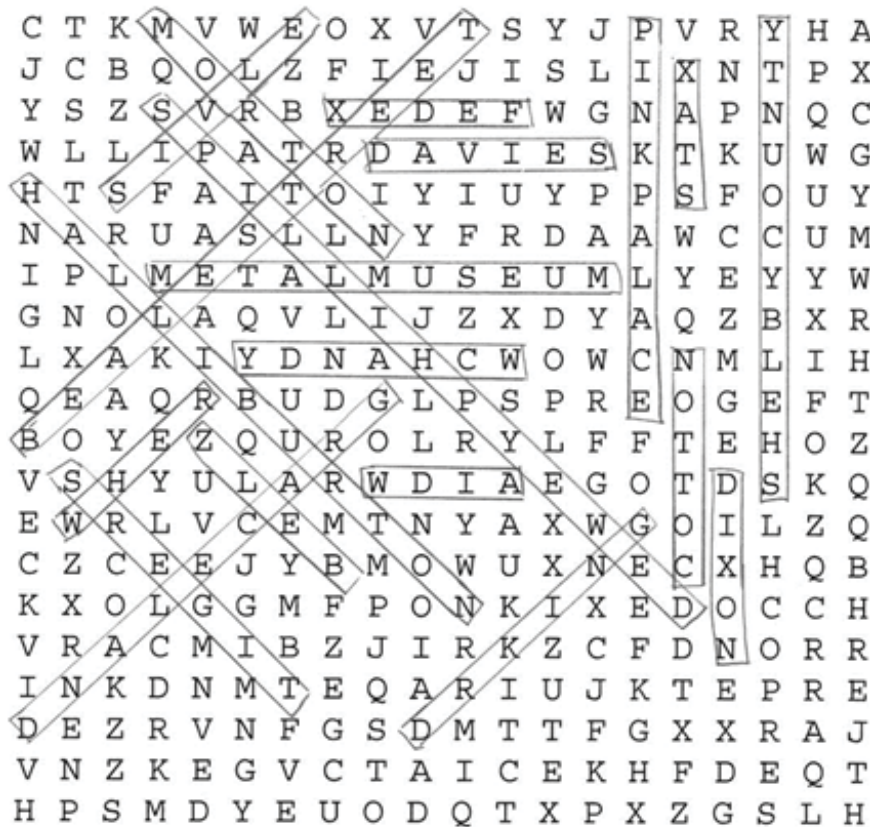 C T K M V W E O X V T S Y J P V R Y H A
J C B Q O L Z F I E J I S L I X N T P X
Y S Z S V R B X E D E F W G N A P N Q C
W L L I P A T R D A V I E S K T K U W G
H T S F A I T O I Y I U Y P P S F O U Y
N A R U A S L L N Y F R D A A W C C U M
I P L M E T A L M U S E U M L Y E Y Y W
G N O L A Q V L I J Z X D Y A Q Z B X R
L X A K I Y D N A H C W O W C N M L I H
Q E A Q R B U D G L P S P R E O G E F T
B O Y E Z Q U R O L R Y L F F T E H O Z
V S H Y U L A R W D I A E G O T D S K Q
E W R L V C E M T N Y A X W G O I L Z Q
C Z C E E J Y B M O W U X N E C X H Q B
K X O L G G M F P O N K I X E D O C C H
V R A C M I B Z J I R K Z C F D N O R R
I N K D N M T E Q A R I U J K T E P R E
D E Z R V N F G S D M T T F G X X R A J
V N Z K E G V C T A I C E K H F D E Q T
H P S M D Y E U O D Q T X P X Z G S L H